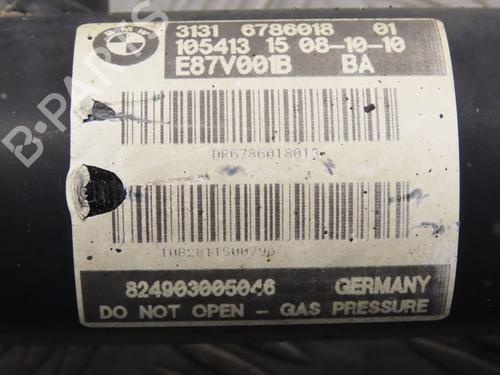 BMW
3131 6786018 01
105413 15 08-10-10
E87V001B BA
DR6786018013
824903005046 GERMANY
DO NOT OPEN - GAS PRESSURE
B-PARTS